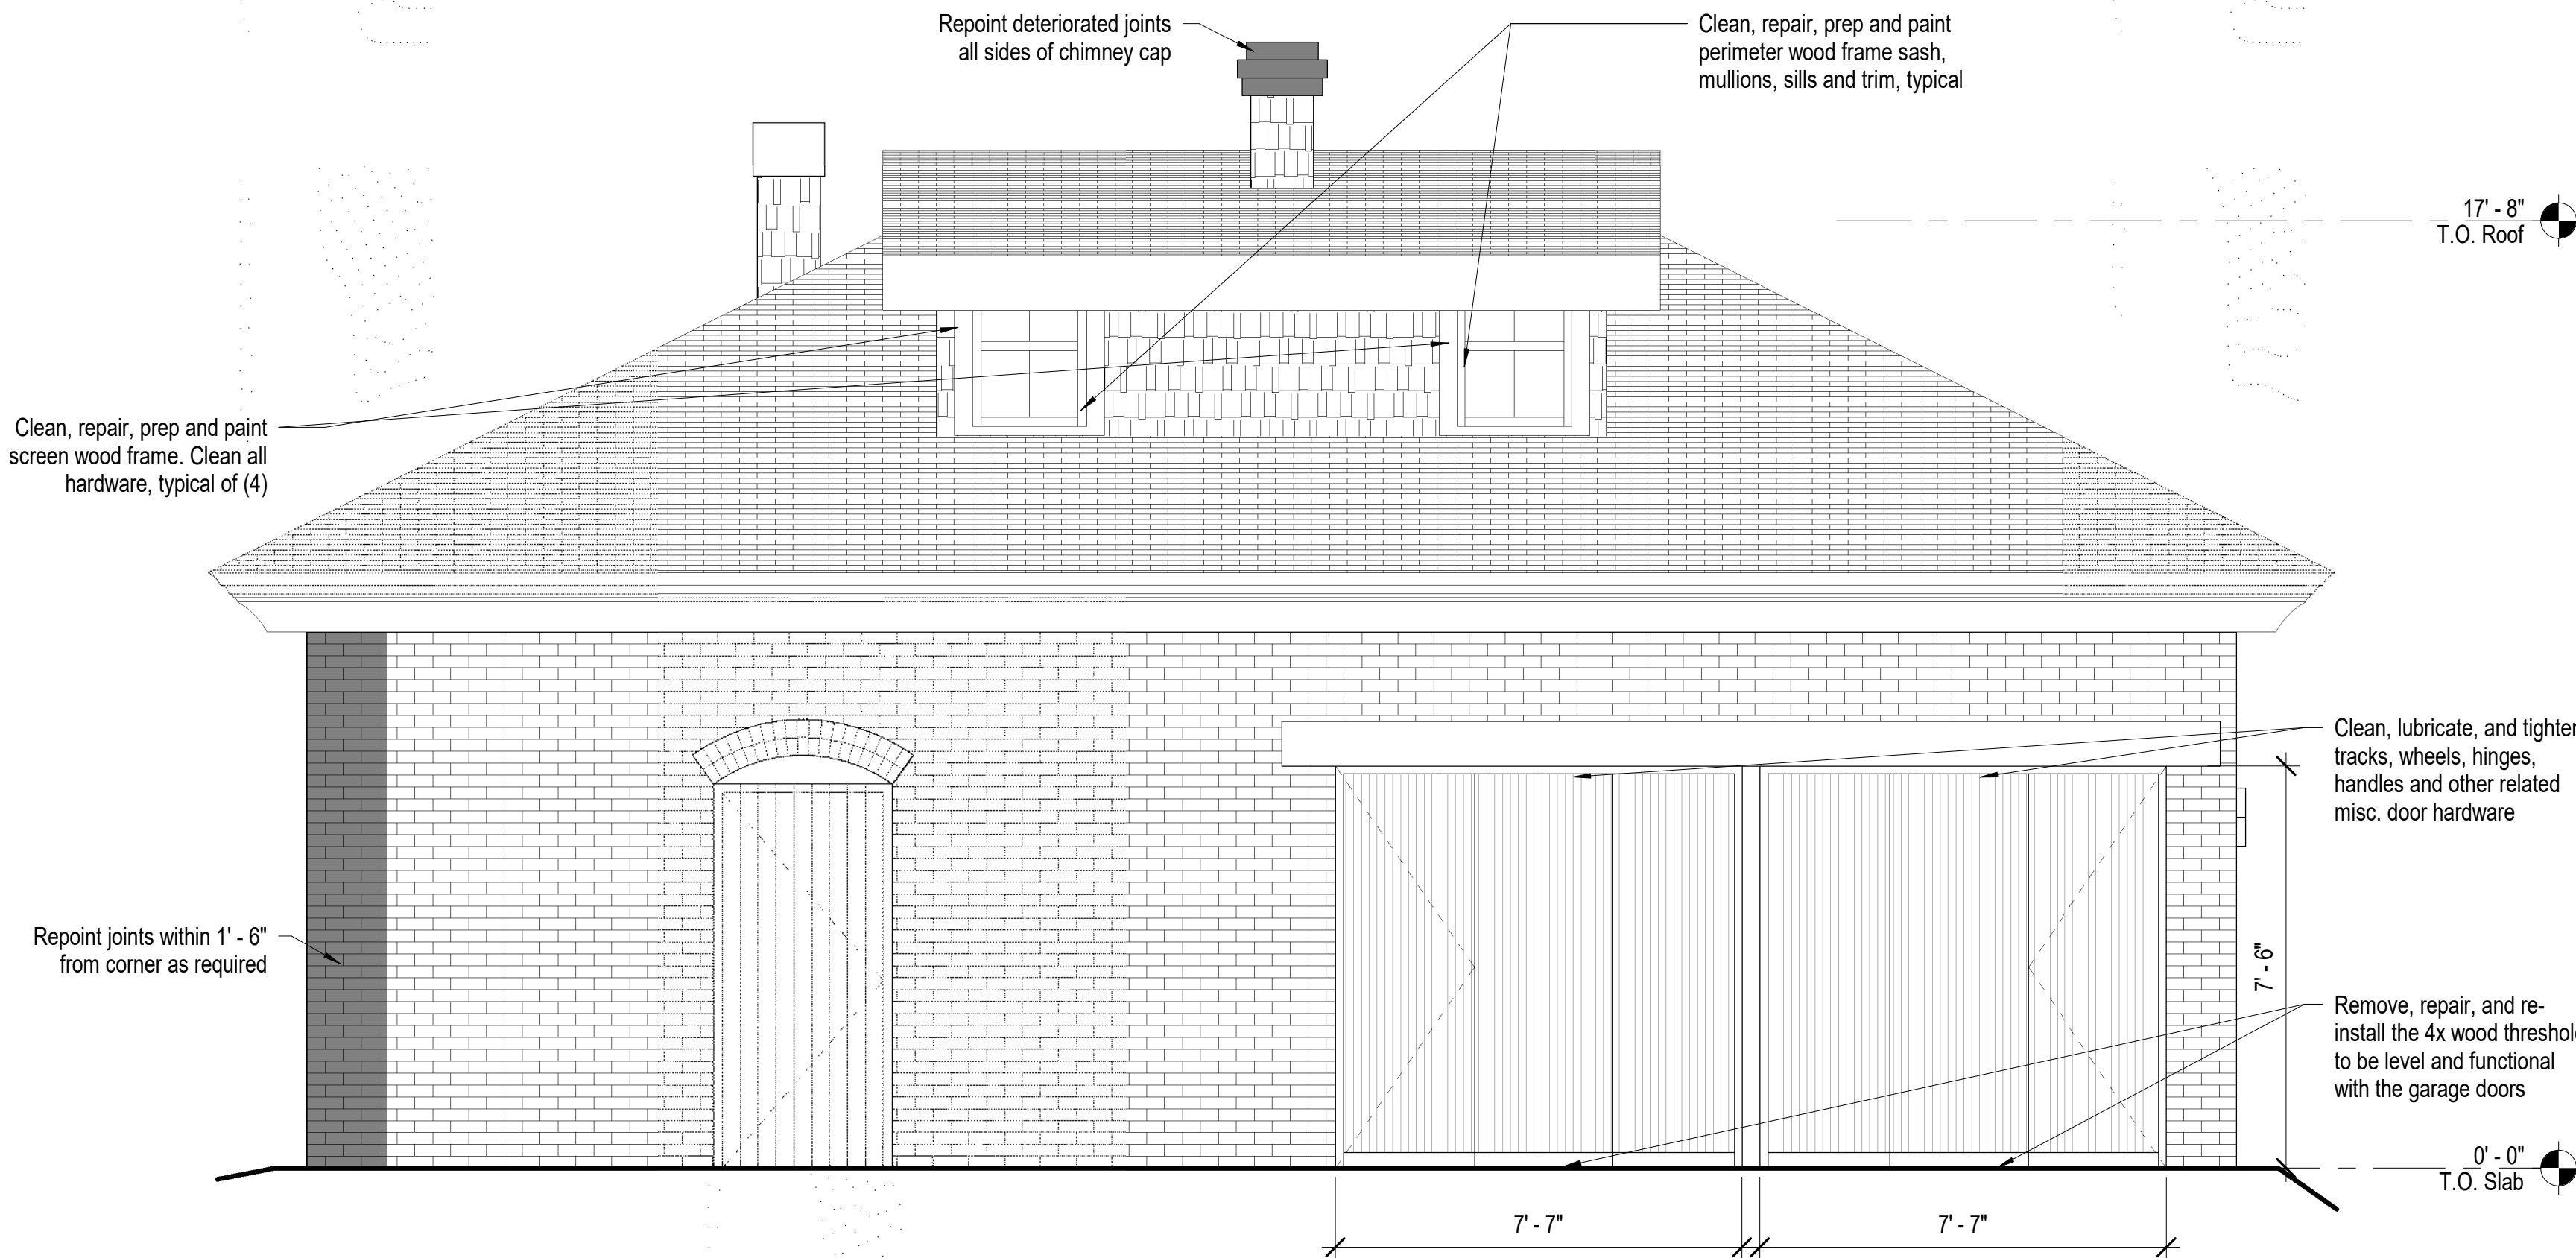 Repoint deteriorated joints
all sides of chimney cap
Clean, repair, prep and paint
perimeter wood frame sash,
mullions, sills and trim, typical
17' - 8"
T.O. Roof
Clean, repair, prep and paint
screen wood frame. Clean all
hardware, typical of (4)
Clean, lubricate, and tighten
tracks, wheels, hinges,
handles and other related
misc. door hardware
Repoint joints within 1' - 6"
from corner as required
7' - 6"
Remove, repair, and re-
install the 4x wood threshold
to be level and functional
with the garage doors
0' - 0"
T.O. Slab
7' - 7"
7' - 7"